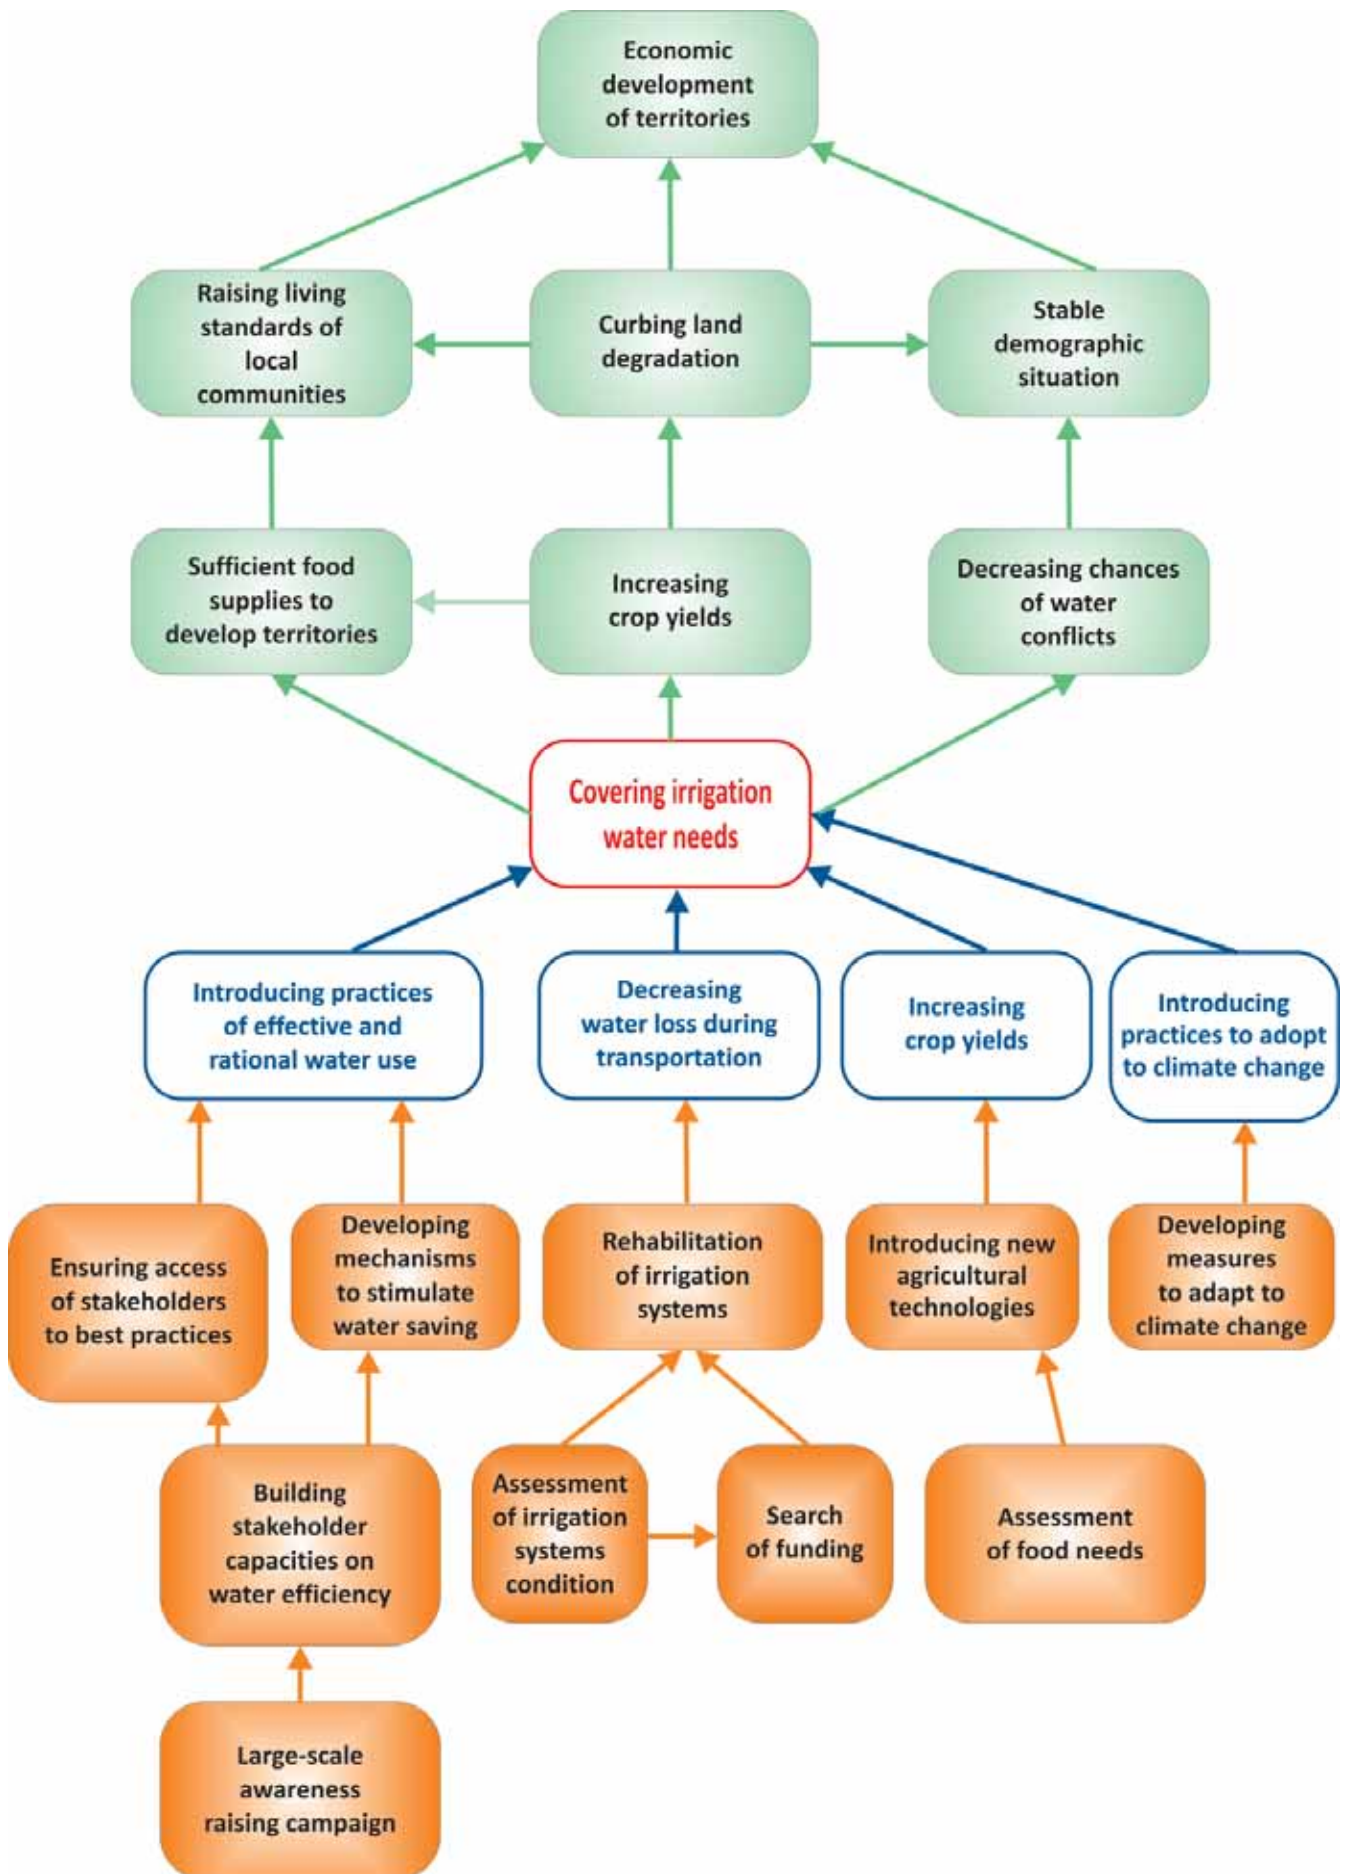 Economic
development
of territories
Raising living
standards of
local
communities
Curbing land
degradation
Stable
demographic
situation
Sufficient food
supplies to
develop territories
Increasing
crop yields
Decreasing chances
of water
conflicts
Covering irrigation
water needs
Introducing practices
of effective and
rational water use
Decreasing
water loss during
transportation
Increasing
crop yields
Introducing
practices to adopt
to climate change
Ensuring access
of stakeholders
to best practices
Developing
mechanisms
to stimulate
water saving
Rehabilitation
of irrigation
systems
Introducing new
agricultural
technologies
Developing
measures
to adapt to
climate change
Building
stakeholder
capacities on
water efficiency
Assessment
of irrigation
systems
condition
Search
of funding
Assessment
of food needs
Large-scale
awareness
raising campaign